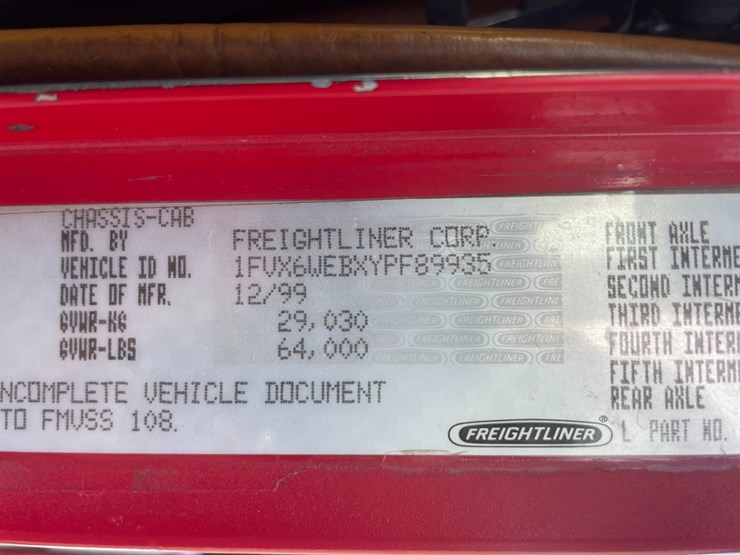 CHASSIS-CAB
MFD. BY FREIGHTLINER CORP.
VEHICLE ID NO. 1FVX6WEBXYPF89935
DATE OF MFR. 12/99
GVWR-KG 29,030
GVWR-LBS 64,000
NCOMPLETE VEHICLE DOCUMENT
TO FMVSS 108.
FRONT AXLE
FIRST INTERME
SECOND INTERM
THIRD INTERME
FOURTH INTERM
FIFTH INTERM
REAR AXLE
FREIGHTLINER®
L PART NO.